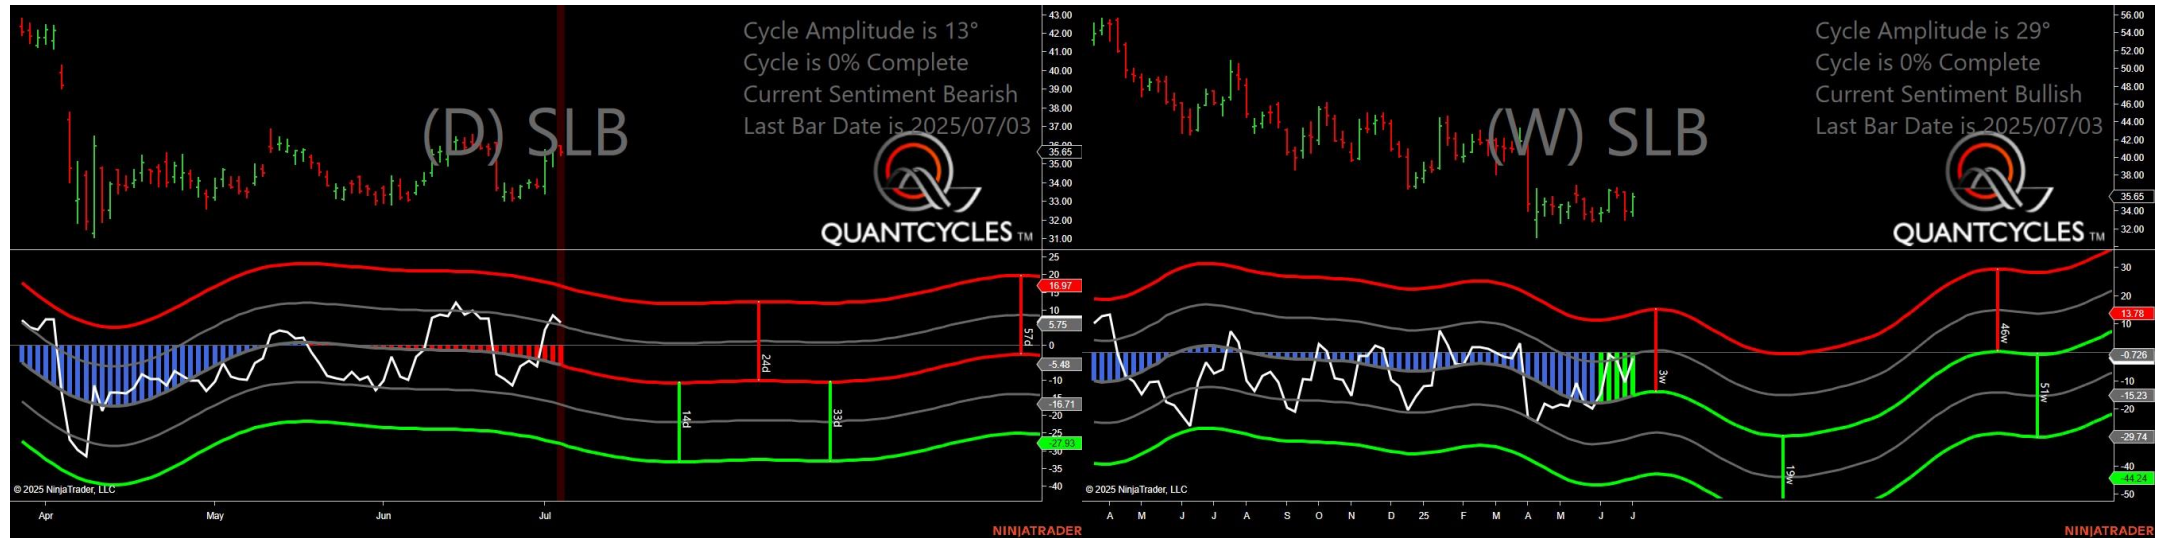 Cycle Amplitude is 13°
Cycle is 0% Complete
Current Sentiment Bearish
Last Bar Date is 2025/07/03
(D) SLB
QUANTCYCLES TM
43.00
42.00
41.00
40.00
39.00
38.00
37.00
36.00
35.65
35.00
34.00
33.00
32.00
31.00
25
20
16.97
15
10
5.75
0
-5.48
-10
-16.71
-20
-25
-27.93
-30
-35
-40
14d
24d
33d
57d
© 2025 NinjaTrader, LLC
Apr May Jun Jul
NINJATRADER
Cycle Amplitude is 29°
Cycle is 0% Complete
Current Sentiment Bullish
Last Bar Date is 2025/07/03
(W) SLB
QUANTCYCLES TM
56.00
54.00
52.00
50.00
48.00
46.00
44.00
42.00
40.00
38.00
35.65
34.00
32.00
30
20
13.78
10
-0.726
-10
-15.23
-20
-29.74
-40
-44.24
-50
3w
19w
46w
51w
© 2025 NinjaTrader, LLC
A M J J A S O N D 25 F M A M J J
NINJATRADER